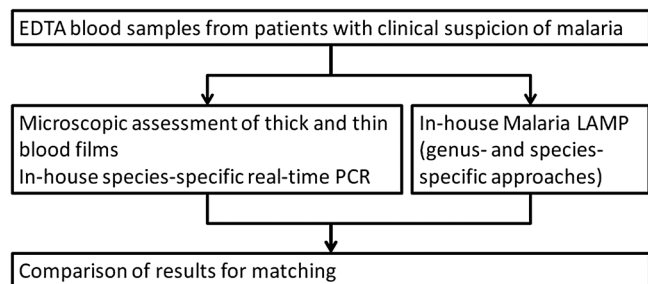 EDTA blood samples from patients with clinical suspicion of malaria
Microscopic assessment of thick and thin
blood films
In-house species-specific real-time PCR
In-house Malaria LAMP
(genus- and species-
specific approaches)
Comparison of results for matching